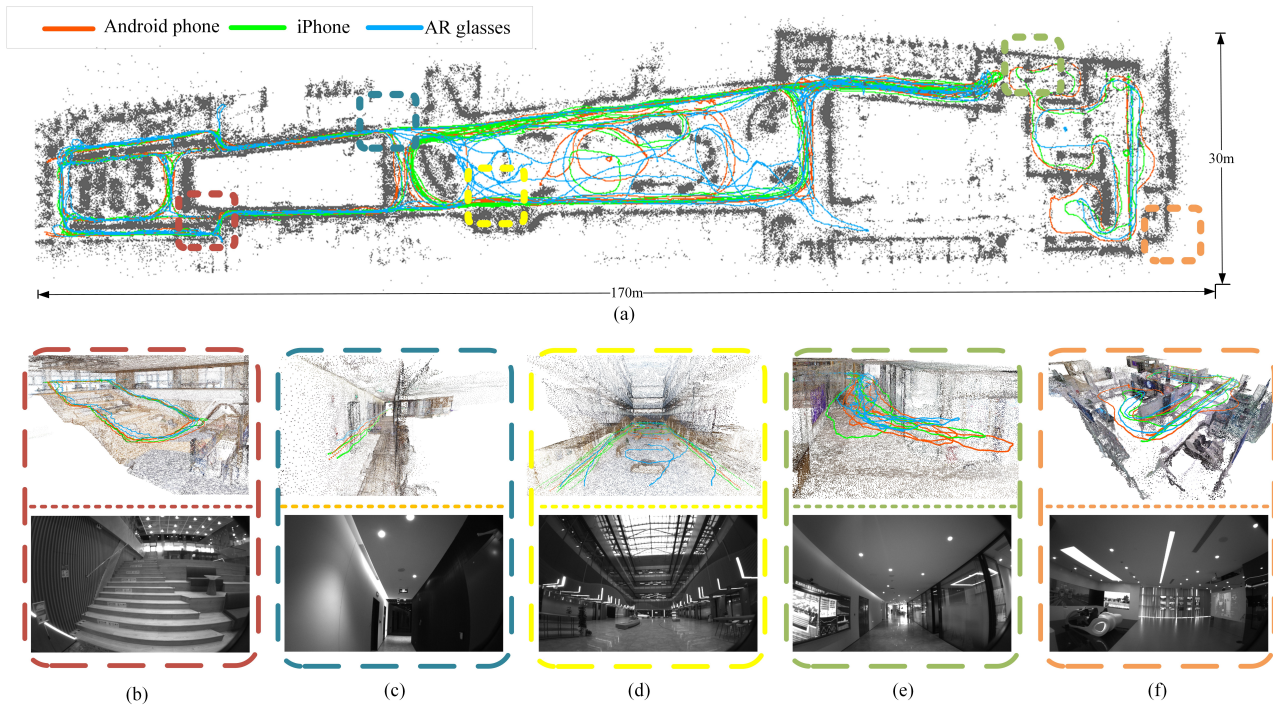 Android phone iPhone AR glasses
30m
170m
(a)
(b) (c) (d) (e) (f)